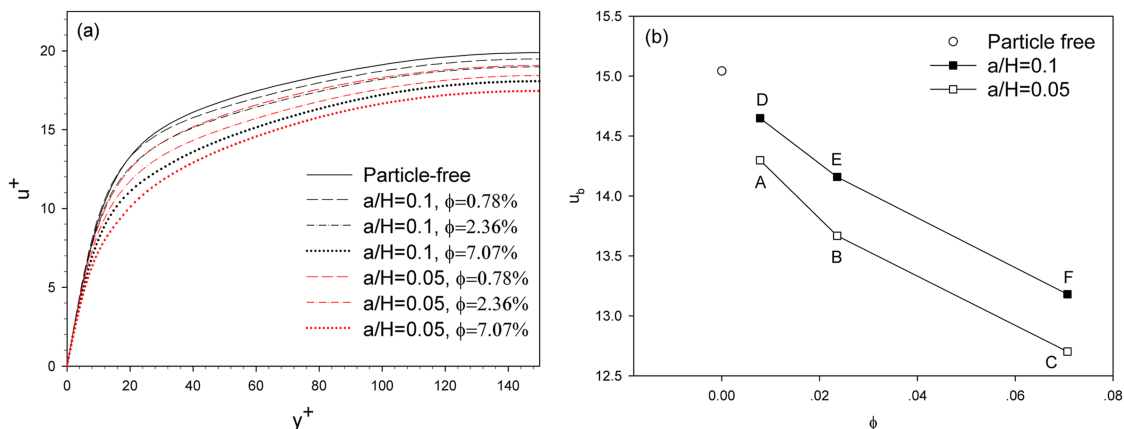 (a)
20
15
10
5
0
u+
Particle-free
a/H=0.1, ϕ=0.78%
a/H=0.1, ϕ=2.36%
a/H=0.1, ϕ=7.07%
a/H=0.05, ϕ=0.78%
a/H=0.05, ϕ=2.36%
a/H=0.05, ϕ=7.07%
0 20 40 60 80 100 120 140
y+
(b)
15.5
15.0
14.5
14.0
13.5
13.0
12.5
u_b
Particle free
a/H=0.1
a/H=0.05
D
E
A
B
F
C
0.00 .02 .04 .06 .08
ϕ